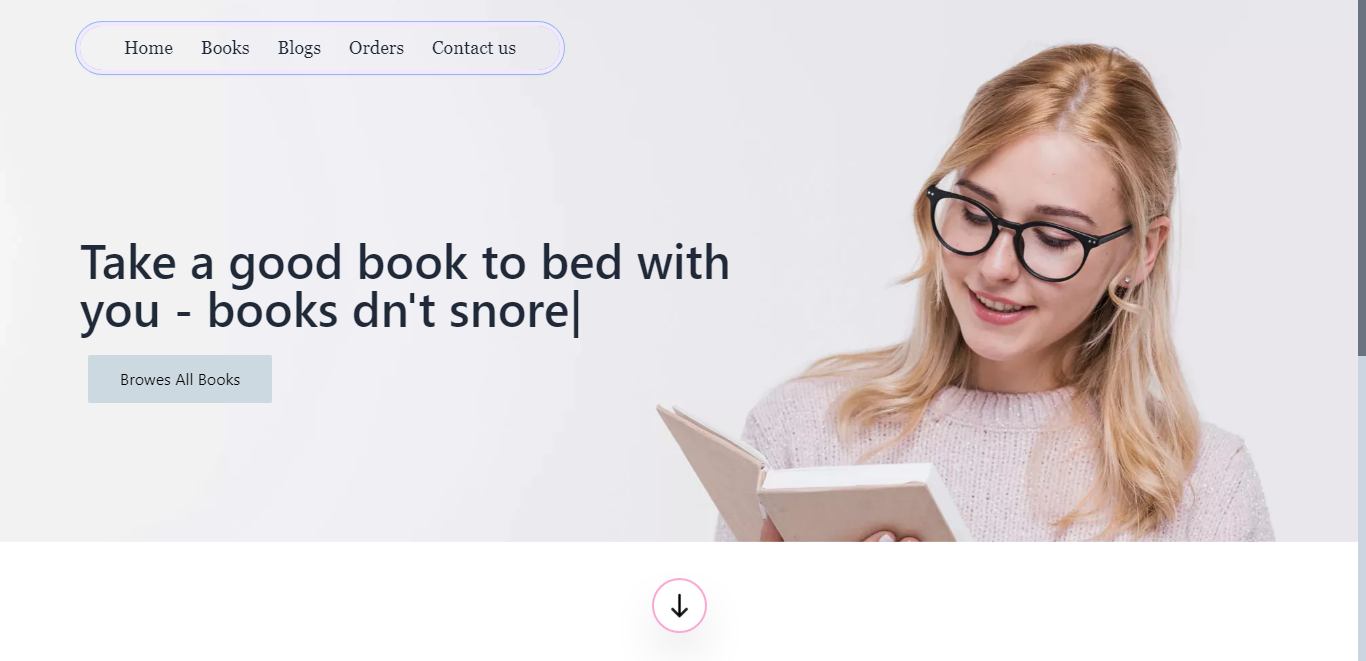 Home Books Blogs Orders Contact us
Take a good book to bed with
you - books dn't snore|
Browes All Books